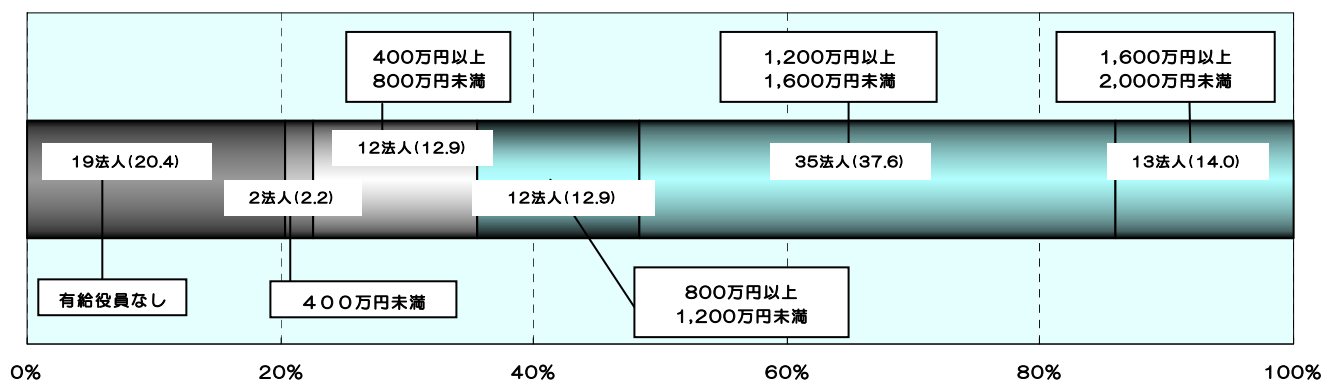 400万円以上
800万円未満
1,200万円以上
1,600万円未満
1,600万円以上
2,000万円未満
19法人(20.4)
2法人(2.2)
12法人(12.9)
12法人(12.9)
35法人(37.6)
13法人(14.0)
有給役員なし
４００万円未満
800万円以上
1,200万円未満
0%
20%
40%
60%
80%
100%